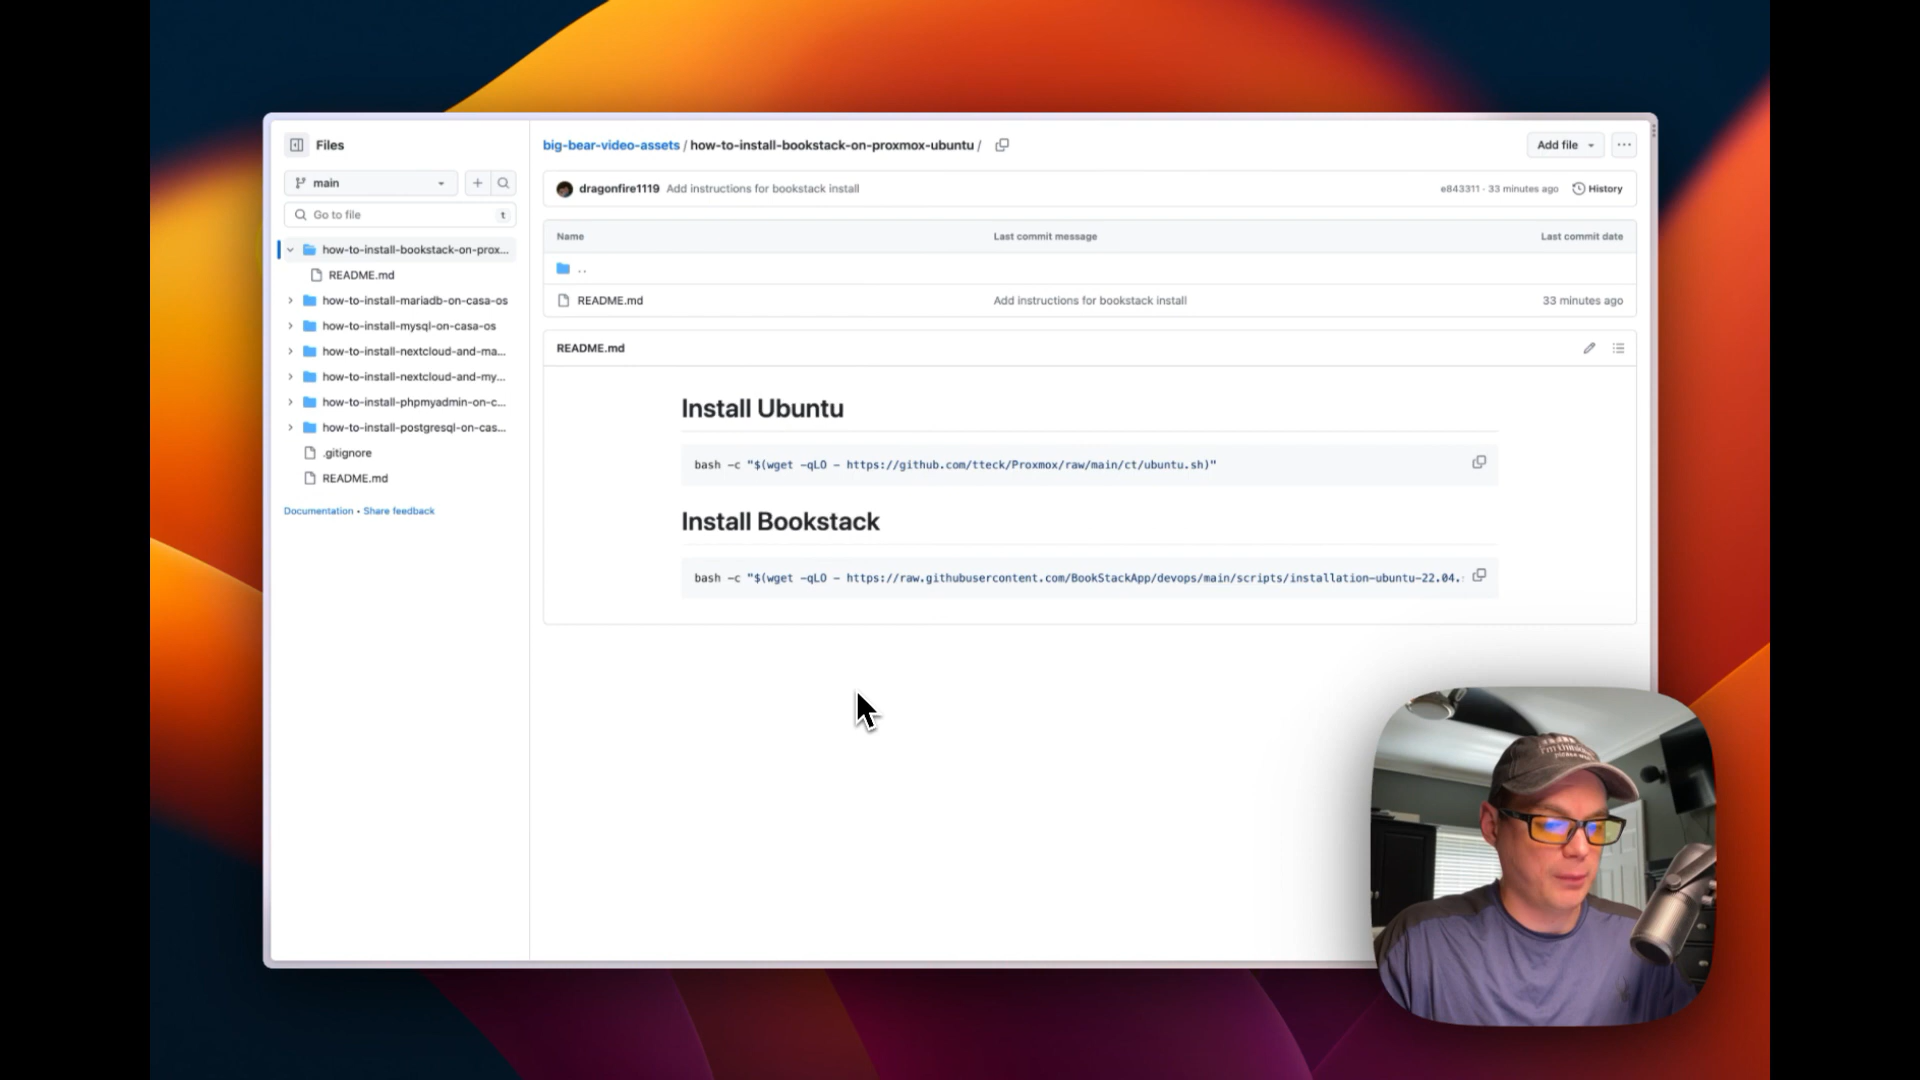 Files
big-bear-video-assets / how-to-install-bookstack-on-proxmox-ubuntu /
Add file
main
dragonfire1119 Add instructions for bookstack install
e843311 · 33 minutes ago
History
Go to file
t
Name
Last commit message
Last commit date
how-to-install-bookstack-on-prox...
..
README.md
README.md
Add instructions for bookstack install
33 minutes ago
how-to-install-mariadb-on-casa-os
how-to-install-mysql-on-casa-os
how-to-install-nextcloud-and-ma...
how-to-install-nextcloud-and-my...
how-to-install-phpmyadmin-on-c...
how-to-install-postgresql-on-cas...
.gitignore
README.md
Documentation • Share feedback
README.md
Install Ubuntu
bash -c "$(wget -qLO - https://github.com/tteck/Proxmox/raw/main/ct/ubuntu.sh)"
Install Bookstack
bash -c "$(wget -qLO - https://raw.githubusercontent.com/BookStackApp/devops/main/scripts/installation-ubuntu-22.04.
I'm thinking